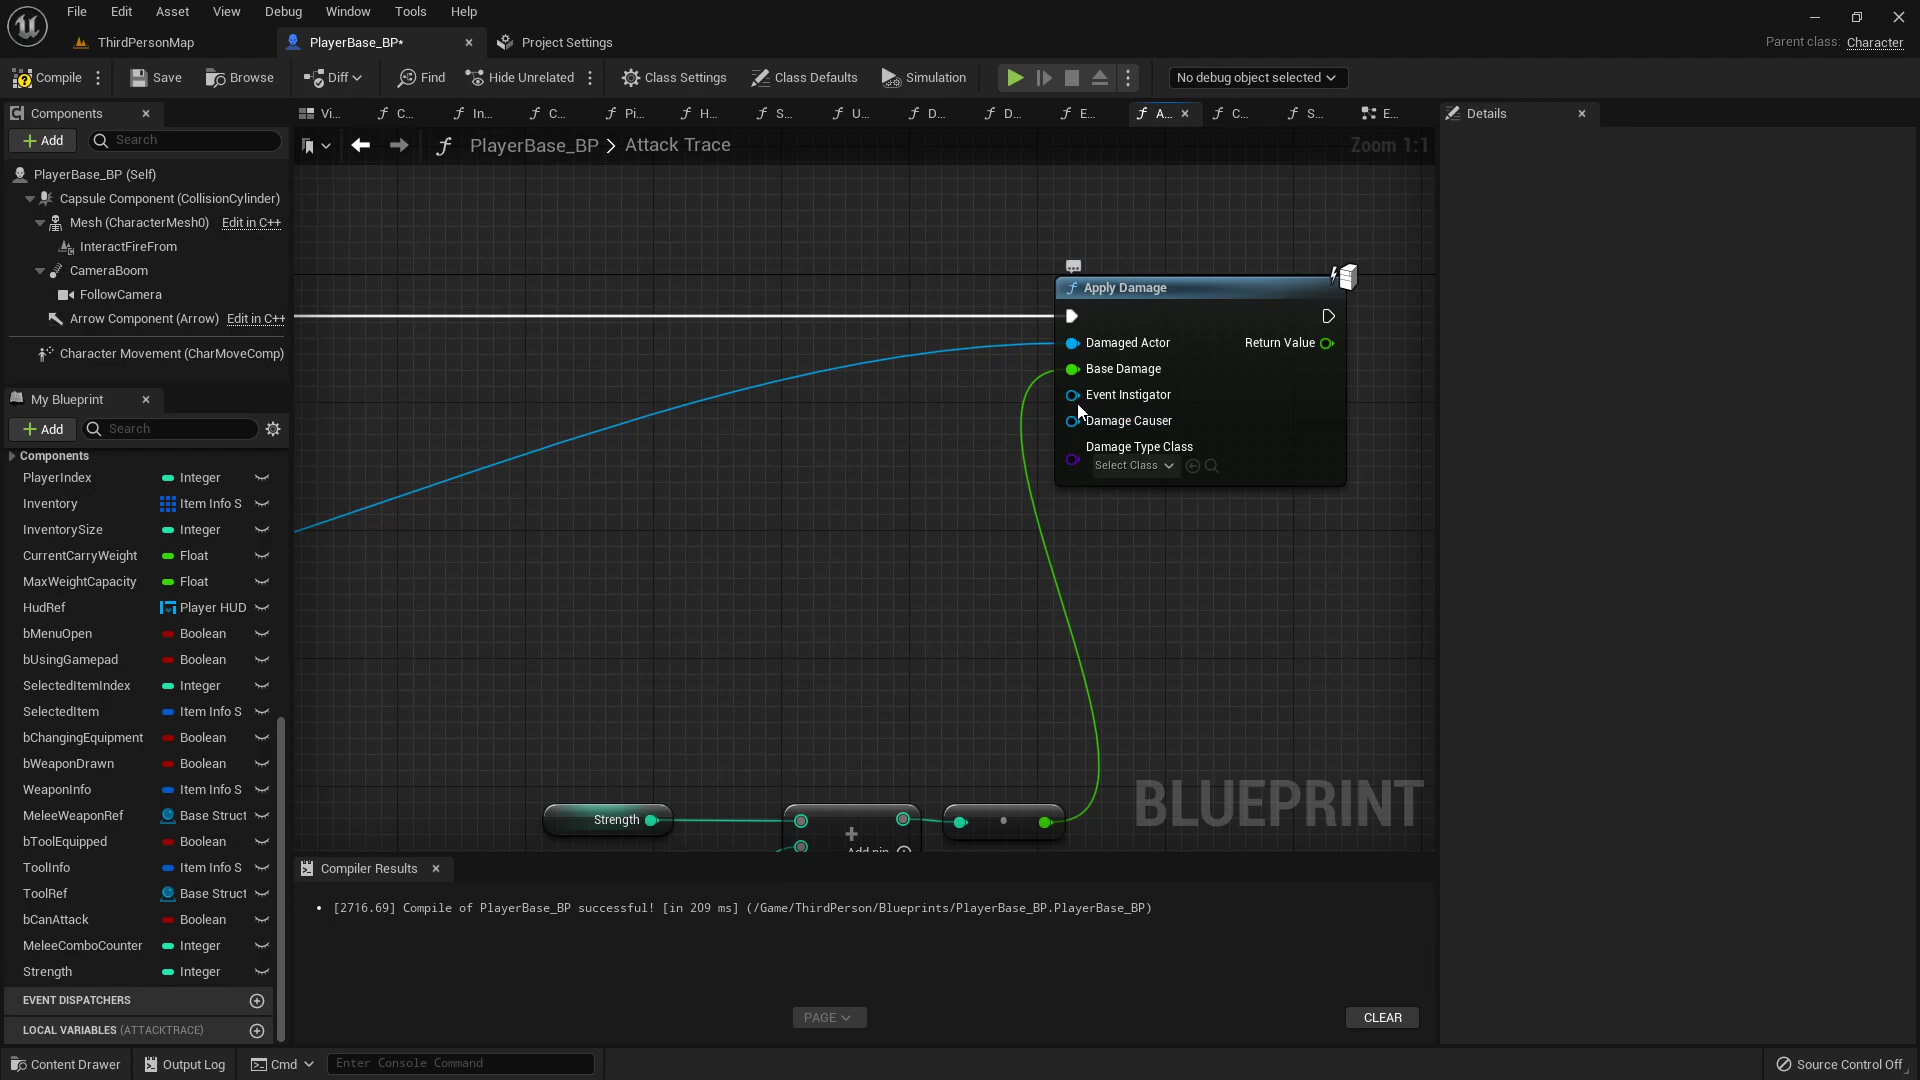 File Edit Asset View Debug Window Tools Help
ThirdPersonMap
PlayerBase_BP*
Project Settings
Parent class: Character
Compile
Save
Browse
Diff
Find
Hide Unrelated
Class Settings
Class Defaults
Simulation
No debug object selected
Components
Add
Search
PlayerBase_BP (Self)
Capsule Component (CollisionCylinder)
Mesh (CharacterMesh0) Edit in C++
InteractFireFrom
CameraBoom
FollowCamera
Arrow Component (Arrow) Edit in C++
Character Movement (CharMoveComp)
My Blueprint
Add
Search
Components
PlayerIndex Integer
Inventory Item Info S
InventorySize Integer
CurrentCarryWeight Float
MaxWeightCapacity Float
HudRef Player HUD
bMenuOpen Boolean
bUsingGamepad Boolean
SelectedItemIndex Integer
SelectedItem Item Info S
bChangingEquipment Boolean
bWeaponDrawn Boolean
WeaponInfo Item Info S
MeleeWeaponRef Base Struct
bToolEquipped Boolean
ToolInfo Item Info S
ToolRef Base Struct
bCanAttack Boolean
MeleeComboCounter Integer
Strength Integer
EVENT DISPATCHERS
LOCAL VARIABLES (ATTACKTRACE)
Vi... C... In... C... Pi... H... S... U... D... D... E... A... C... S... E...
PlayerBase_BP > Attack Trace
Zoom 1:1
Apply Damage
Damaged Actor
Return Value
Base Damage
Event Instigator
Damage Causer
Damage Type Class
Select Class
Strength
Add pin
BLUEPRINT
Compiler Results
[2716.69] Compile of PlayerBase_BP successful! [in 209 ms] (/Game/ThirdPerson/Blueprints/PlayerBase_BP.PlayerBase_BP)
PAGE
CLEAR
Details
Content Drawer
Output Log
Cmd
Enter Console Command
Source Control Off